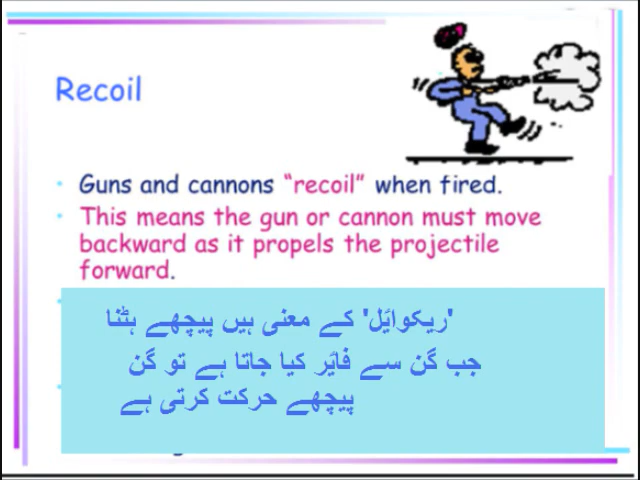 Recoil
Guns and cannons “recoil” when fired.
This means the gun or cannon must move
backward as it propels the projectile
forward.
'ریکوائِل' کے معنی ہیں پیچھے ہٹنا
جب گن سے فائِر کیا جاتا ہے تو گن
پیچھے حرکت کرتی ہے